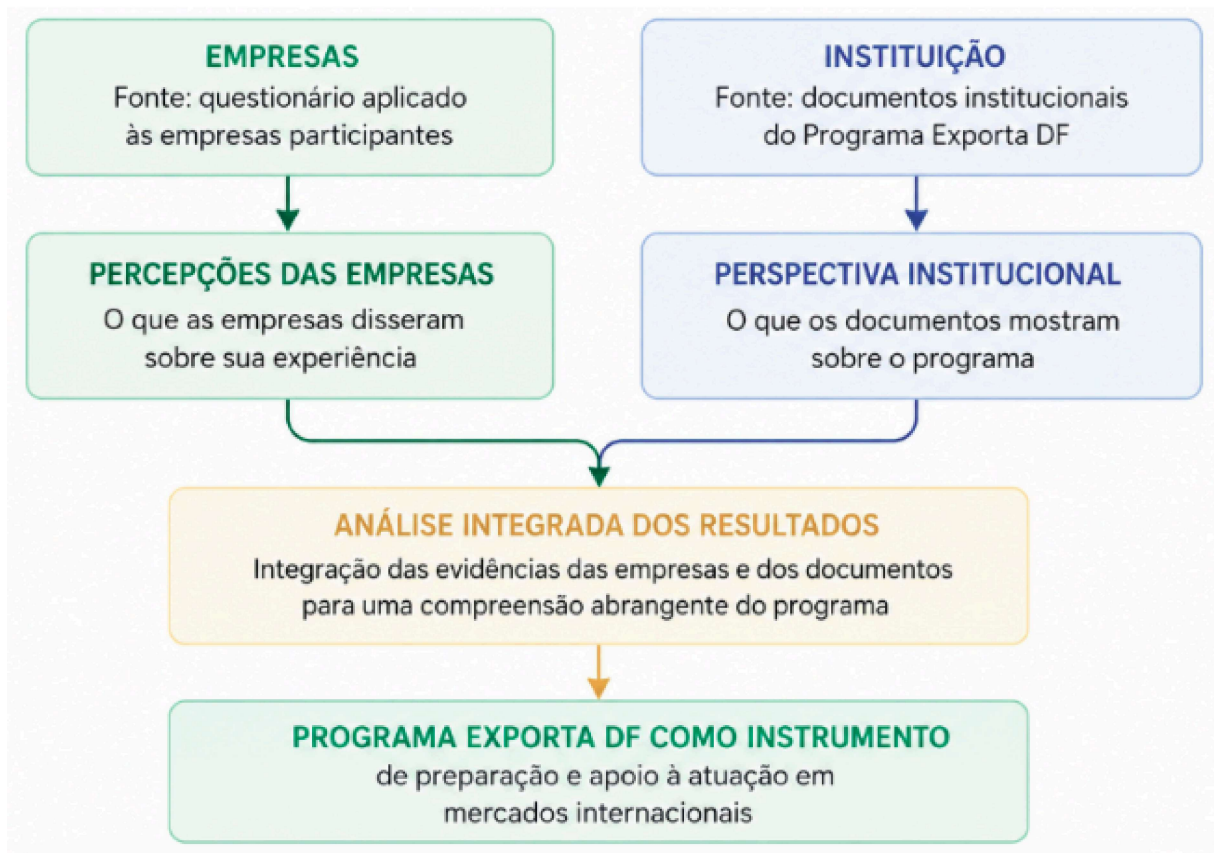 EMPRESAS
Fonte: questionário aplicado
às empresas participantes
INSTITUIÇÃO
Fonte: documentos institucionais
do Programa Exporta DF
PERCEPÇÕES DAS EMPRESAS
O que as empresas disseram
sobre sua experiência
PERSPECTIVA INSTITUCIONAL
O que os documentos mostram
sobre o programa
ANÁLISE INTEGRADA DOS RESULTADOS
Integração das evidências das empresas e dos documentos
para uma compreensão abrangente do programa
PROGRAMA EXPORTA DF COMO INSTRUMENTO
de preparação e apoio à atuação em
mercados internacionais